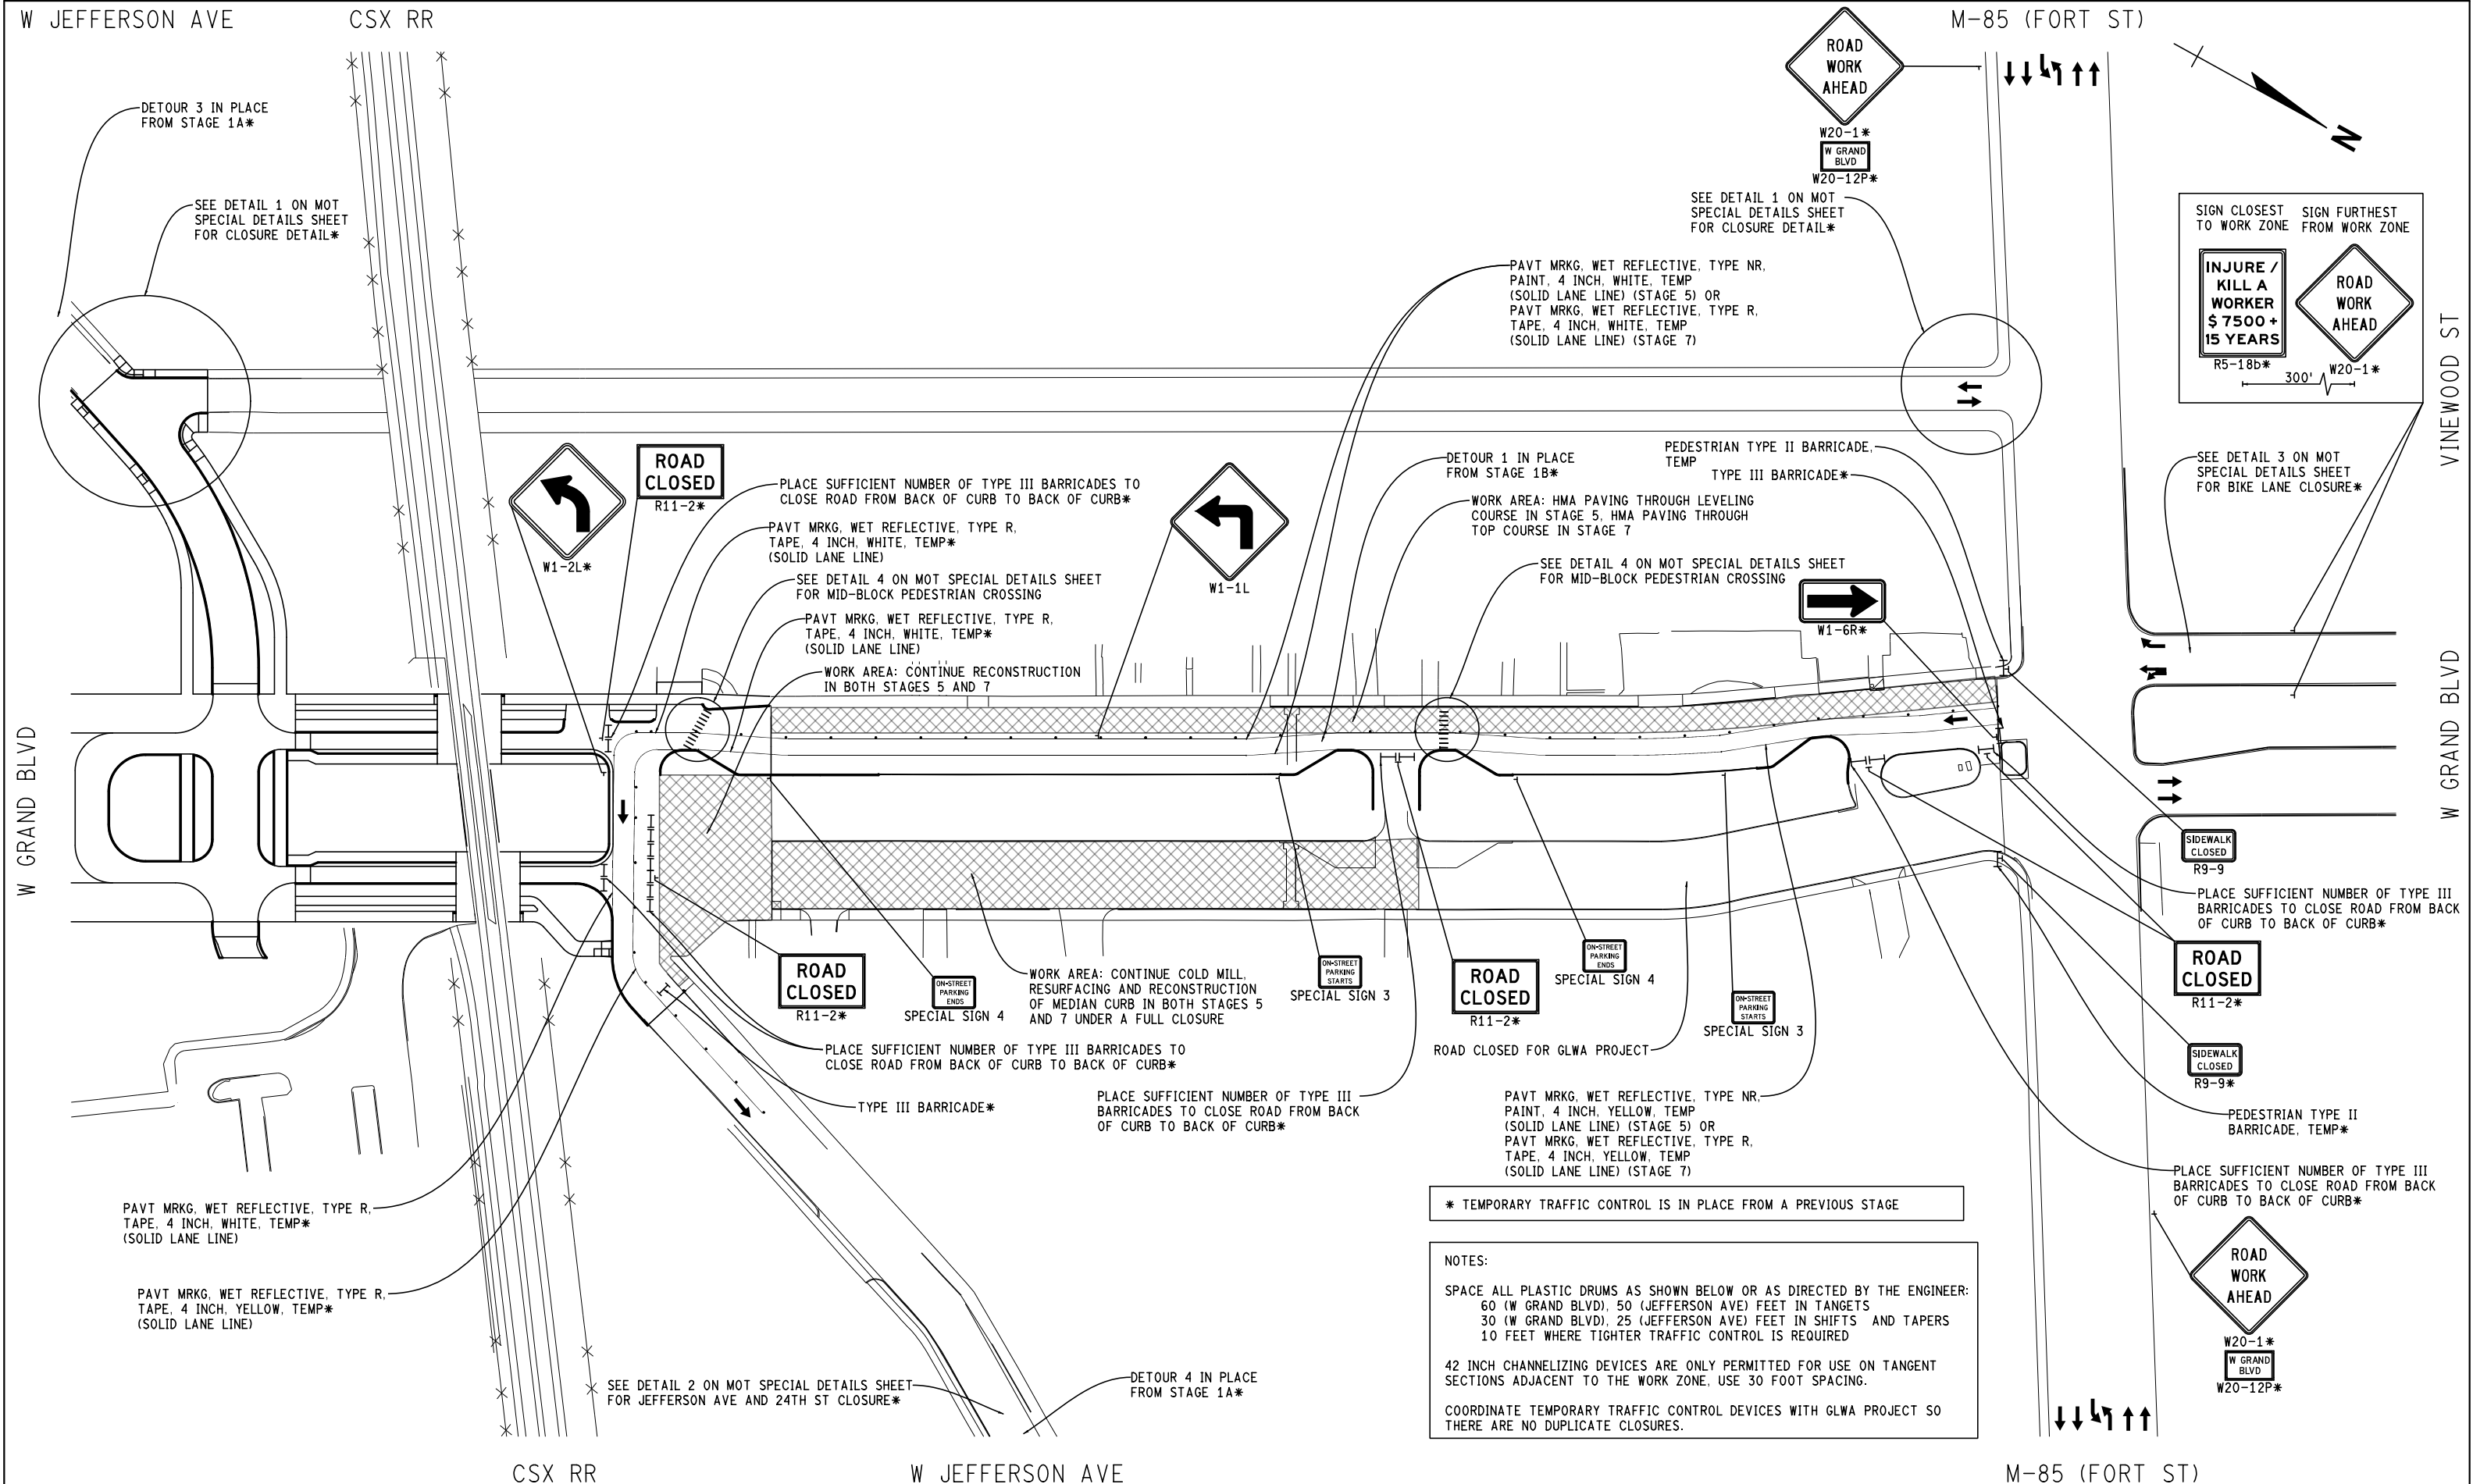 W JEFFERSON AVE
CSX RR
M-85 (FORT ST)
ROAD
WORK
AHEAD
W20-1*
W GRAND
BLVD
W20-12P*
N
DETOUR 3 IN PLACE
FROM STAGE 1A*
SEE DETAIL 1 ON MOT
SPECIAL DETAILS SHEET
FOR CLOSURE DETAIL*
SEE DETAIL 1 ON MOT
SPECIAL DETAILS SHEET
FOR CLOSURE DETAIL*
SIGN CLOSEST
TO WORK ZONE
SIGN FURTHEST
FROM WORK ZONE
INJURE /
KILL A
WORKER
$ 7500 +
15 YEARS
R5-18b*
ROAD
WORK
AHEAD
W20-1*
300'
VINEWOOD ST
PAVT MRKG, WET REFLECTIVE, TYPE NR,
PAINT, 4 INCH, WHITE, TEMP
(SOLID LANE LINE) (STAGE 5) OR
PAVT MRKG, WET REFLECTIVE, TYPE R,
TAPE, 4 INCH, WHITE, TEMP
(SOLID LANE LINE) (STAGE 7)
W1-2L*
ROAD
CLOSED
R11-2*
PLACE SUFFICIENT NUMBER OF TYPE III BARRICADES TO
CLOSE ROAD FROM BACK OF CURB TO BACK OF CURB*
PAVT MRKG, WET REFLECTIVE, TYPE R,
TAPE, 4 INCH, WHITE, TEMP*
(SOLID LANE LINE)
SEE DETAIL 4 ON MOT SPECIAL DETAILS SHEET
FOR MID-BLOCK PEDESTRIAN CROSSING
PAVT MRKG, WET REFLECTIVE, TYPE R,
TAPE, 4 INCH, WHITE, TEMP*
(SOLID LANE LINE)
WORK AREA: CONTINUE RECONSTRUCTION
IN BOTH STAGES 5 AND 7
W1-1L
DETOUR 1 IN PLACE
FROM STAGE 1B*
WORK AREA: HMA PAVING THROUGH LEVELING
COURSE IN STAGE 5, HMA PAVING THROUGH
TOP COURSE IN STAGE 7
SEE DETAIL 4 ON MOT SPECIAL DETAILS SHEET
FOR MID-BLOCK PEDESTRIAN CROSSING
PEDESTRIAN TYPE II BARRICADE,
TEMP
TYPE III BARRICADE*
W1-6R*
SEE DETAIL 3 ON MOT
SPECIAL DETAILS SHEET
FOR BIKE LANE CLOSURE*
W GRAND BLVD
W GRAND BLVD
SIDEWALK
CLOSED
R9-9
PLACE SUFFICIENT NUMBER OF TYPE III
BARRICADES TO CLOSE ROAD FROM BACK
OF CURB TO BACK OF CURB*
ROAD
CLOSED
R11-2*
SIDEWALK
CLOSED
R9-9*
PEDESTRIAN TYPE II
BARRICADE, TEMP*
PLACE SUFFICIENT NUMBER OF TYPE III
BARRICADES TO CLOSE ROAD FROM BACK
OF CURB TO BACK OF CURB*
ROAD
CLOSED
R11-2*
ON-STREET
PARKING
ENDS
SPECIAL SIGN 4
WORK AREA: CONTINUE COLD MILL,
RESURFACING AND RECONSTRUCTION
OF MEDIAN CURB IN BOTH STAGES 5
AND 7 UNDER A FULL CLOSURE
ON-STREET
PARKING
STARTS
SPECIAL SIGN 3
ROAD
CLOSED
R11-2*
ON-STREET
PARKING
ENDS
SPECIAL SIGN 4
ON-STREET
PARKING
STARTS
SPECIAL SIGN 3
ROAD CLOSED FOR GLWA PROJECT
PLACE SUFFICIENT NUMBER OF TYPE III BARRICADES TO
CLOSE ROAD FROM BACK OF CURB TO BACK OF CURB*
TYPE III BARRICADE*
PLACE SUFFICIENT NUMBER OF TYPE III
BARRICADES TO CLOSE ROAD FROM BACK
OF CURB TO BACK OF CURB*
PAVT MRKG, WET REFLECTIVE, TYPE NR,
PAINT, 4 INCH, YELLOW, TEMP
(SOLID LANE LINE) (STAGE 5) OR
PAVT MRKG, WET REFLECTIVE, TYPE R,
TAPE, 4 INCH, YELLOW, TEMP
(SOLID LANE LINE) (STAGE 7)
PAVT MRKG, WET REFLECTIVE, TYPE R,
TAPE, 4 INCH, WHITE, TEMP*
(SOLID LANE LINE)
PAVT MRKG, WET REFLECTIVE, TYPE R,
TAPE, 4 INCH, YELLOW, TEMP*
(SOLID LANE LINE)
* TEMPORARY TRAFFIC CONTROL IS IN PLACE FROM A PREVIOUS STAGE
NOTES:
SPACE ALL PLASTIC DRUMS AS SHOWN BELOW OR AS DIRECTED BY THE ENGINEER:
60 (W GRAND BLVD), 50 (JEFFERSON AVE) FEET IN TANGETS
30 (W GRAND BLVD), 25 (JEFFERSON AVE) FEET IN SHIFTS AND TAPERS
10 FEET WHERE TIGHTER TRAFFIC CONTROL IS REQUIRED
42 INCH CHANNELIZING DEVICES ARE ONLY PERMITTED FOR USE ON TANGENT
SECTIONS ADJACENT TO THE WORK ZONE, USE 30 FOOT SPACING.
COORDINATE TEMPORARY TRAFFIC CONTROL DEVICES WITH GLWA PROJECT SO
THERE ARE NO DUPLICATE CLOSURES.
ROAD
WORK
AHEAD
W20-1*
W GRAND
BLVD
W20-12P*
SEE DETAIL 2 ON MOT SPECIAL DETAILS SHEET
FOR JEFFERSON AVE AND 24TH ST CLOSURE*
DETOUR 4 IN PLACE
FROM STAGE 1A*
CSX RR
W JEFFERSON AVE
M-85 (FORT ST)